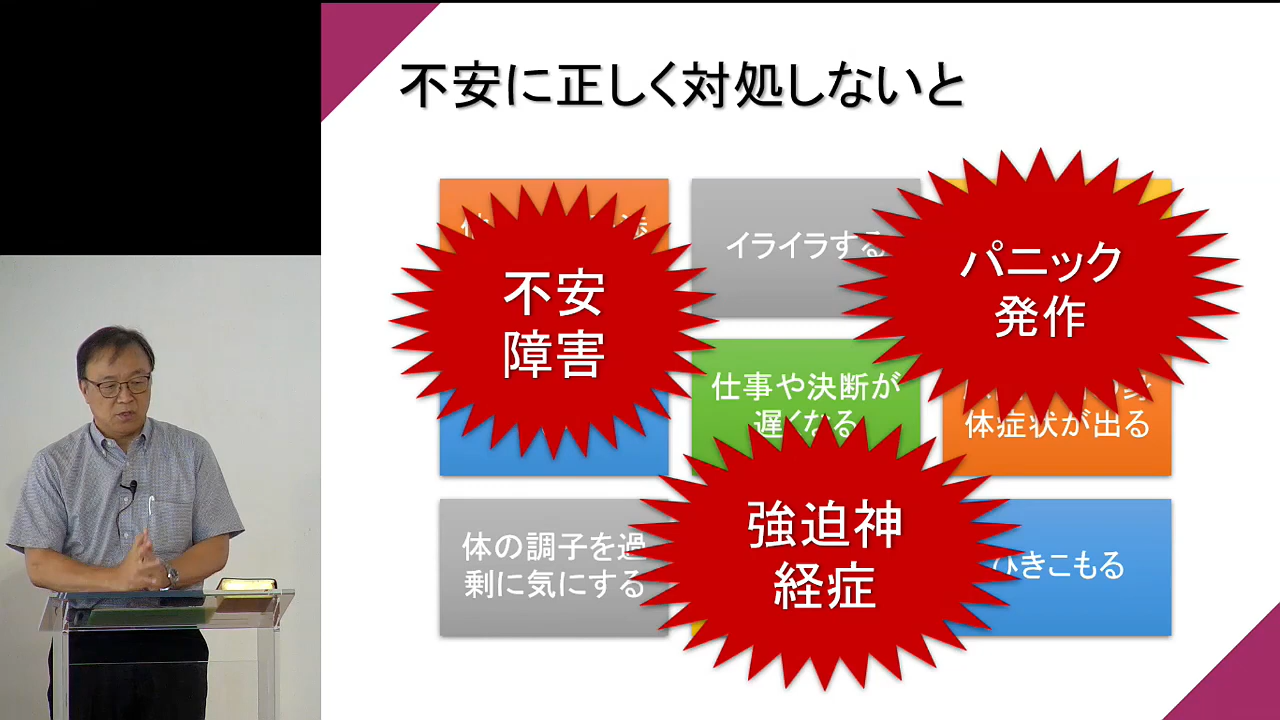 不安に正しく対処しないと
イライラする
パニック
発作
不安
障害
仕事や決断が
遅くなる
体症状が出る
強迫神
経症
体の調子を過
剰に気にする
ひきこもる